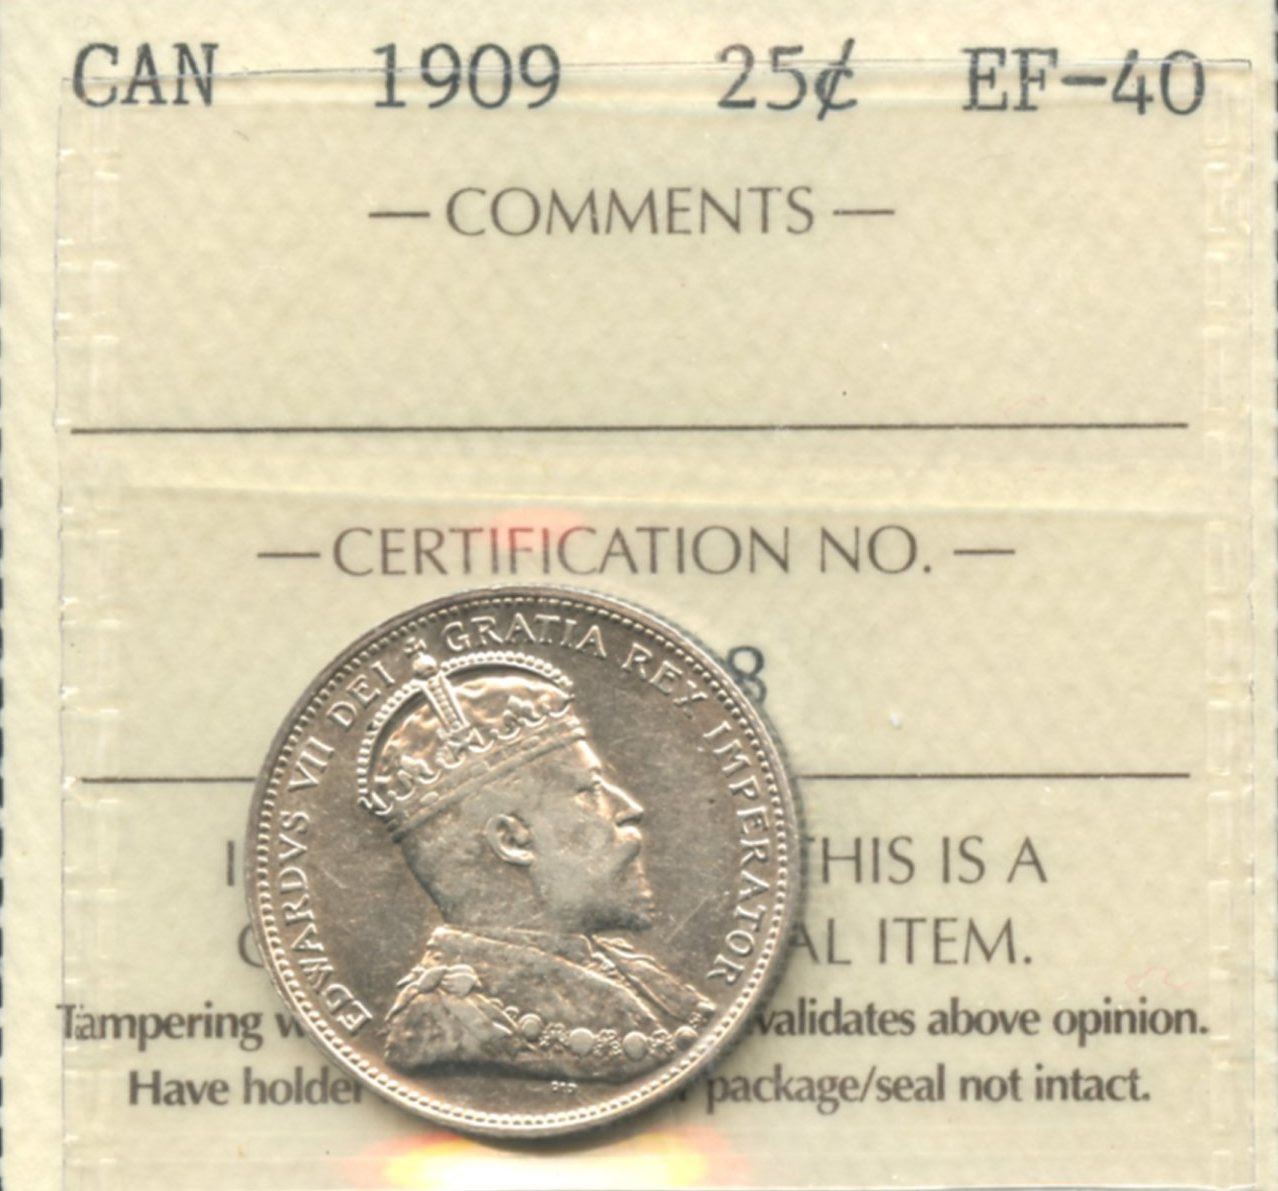 CAN 1909 25¢ EF-40
— COMMENTS —
— CERTIFICATION NO. —
8
THIS IS A
ITEM.
Tampering validates above opinion.
Have holder package/seal not intact.
EDWARDVS VII DEI GRATIA REX IMPERATOR